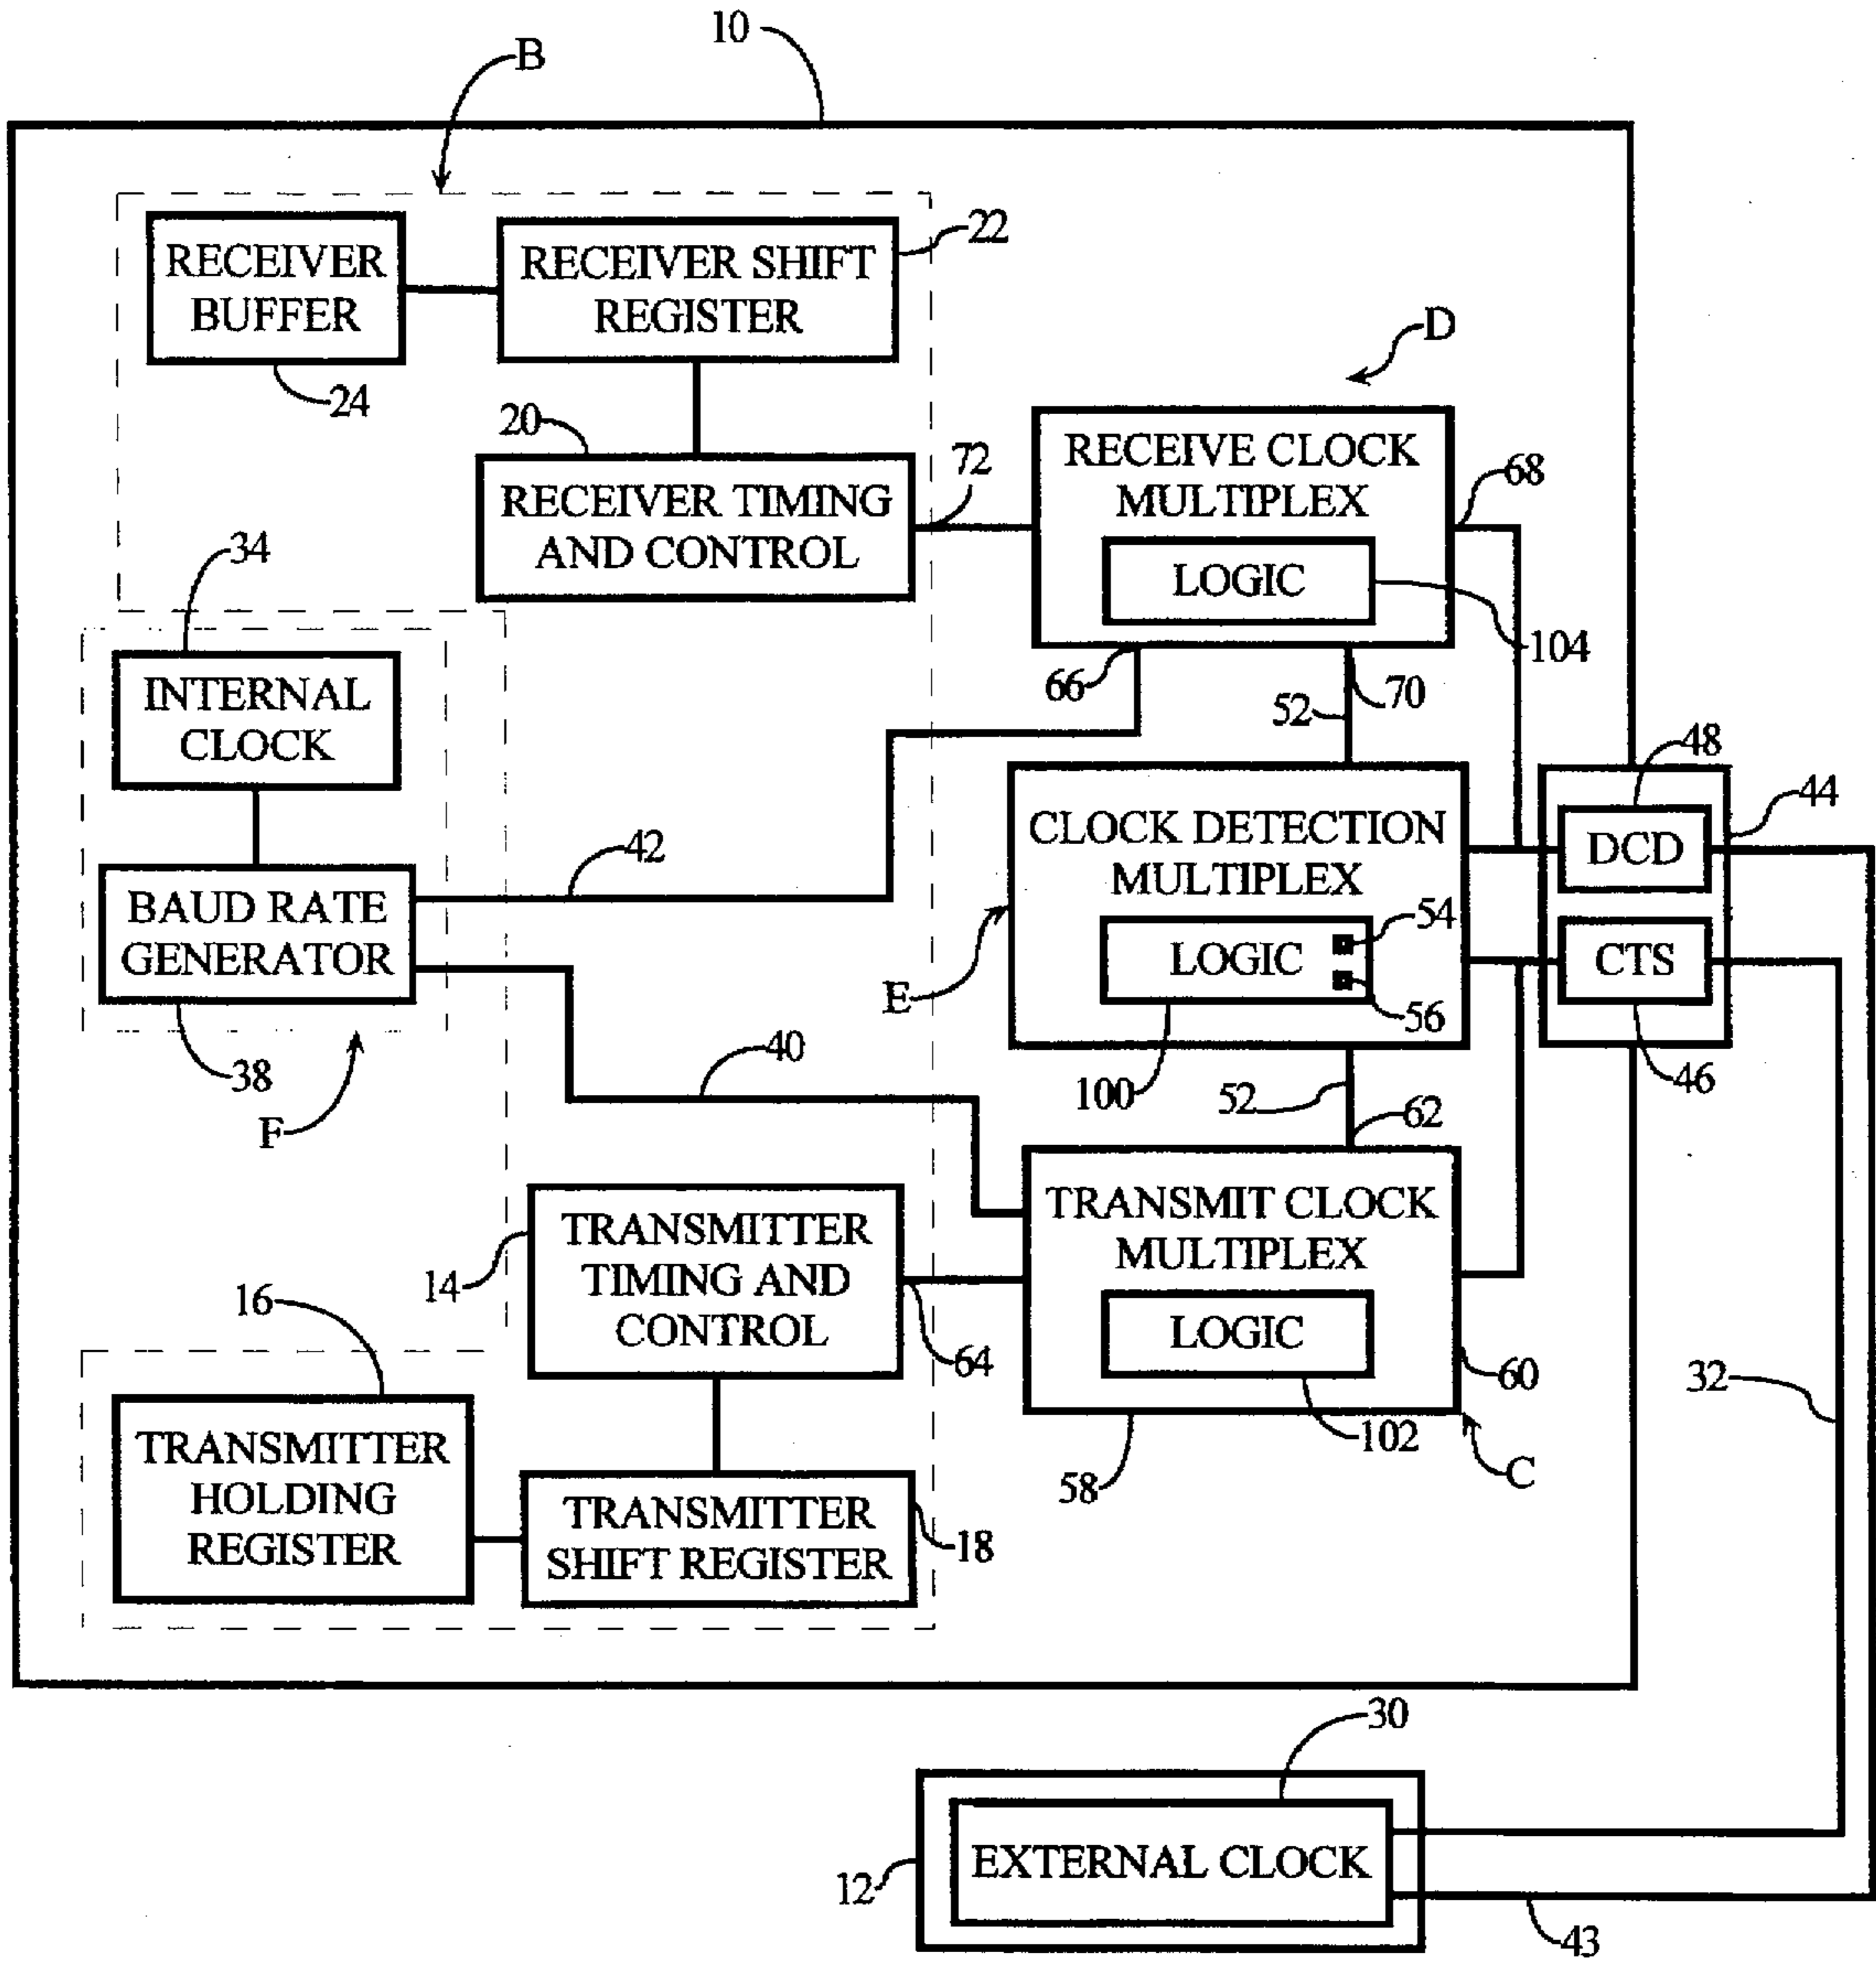 10
B
RECEIVER
BUFFER
24
RECEIVER SHIFT
REGISTER
22
D
20
RECEIVER TIMING
AND CONTROL
72
RECEIVE CLOCK
MULTIPLEX
LOGIC
68
104
66
70
52
34
INTERNAL
CLOCK
48
44
DCD
42
CLOCK DETECTION
MULTIPLEX
LOGIC
54
56
E
100
BAUD RATE
GENERATOR
38
F
CTS
46
40
52
62
TRANSMIT CLOCK
MULTIPLEX
LOGIC
14
TRANSMITTER
TIMING AND
CONTROL
64
60
102
58
C
32
16
TRANSMITTER
HOLDING
REGISTER
TRANSMITTER
SHIFT REGISTER
18
30
EXTERNAL CLOCK
12
43